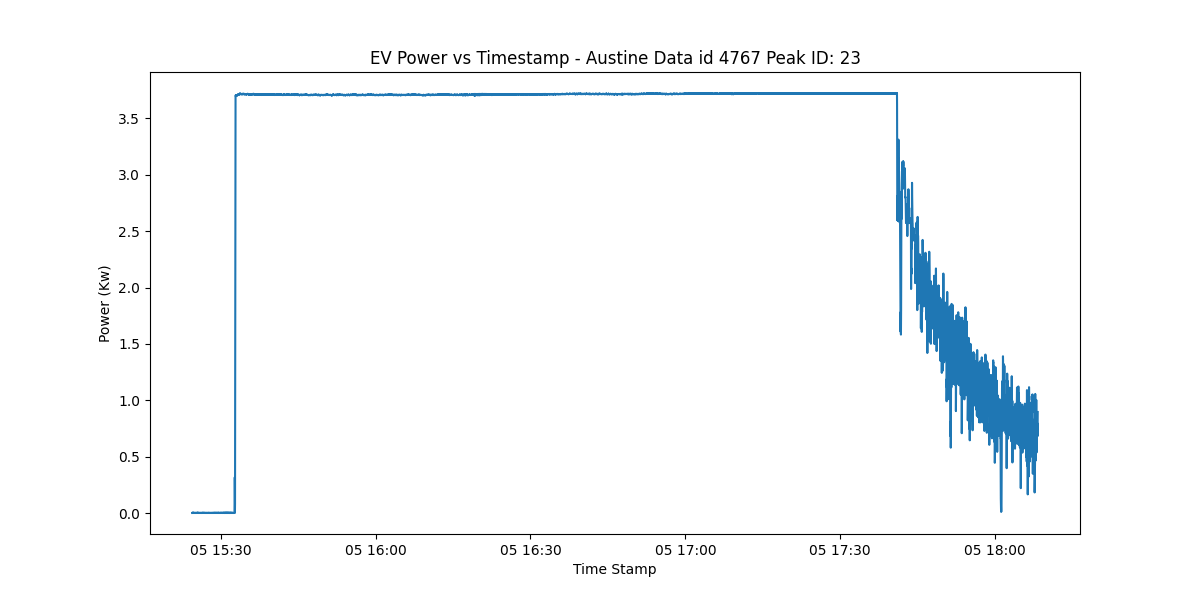 EV Power vs Timestamp - Austine Data id 4767 Peak ID: 23
Power (Kw)
3.5
3.0
2.5
2.0
1.5
1.0
0.5
0.0
05 15:30 05 16:00 05 16:30 05 17:00 05 17:30 05 18:00
Time Stamp